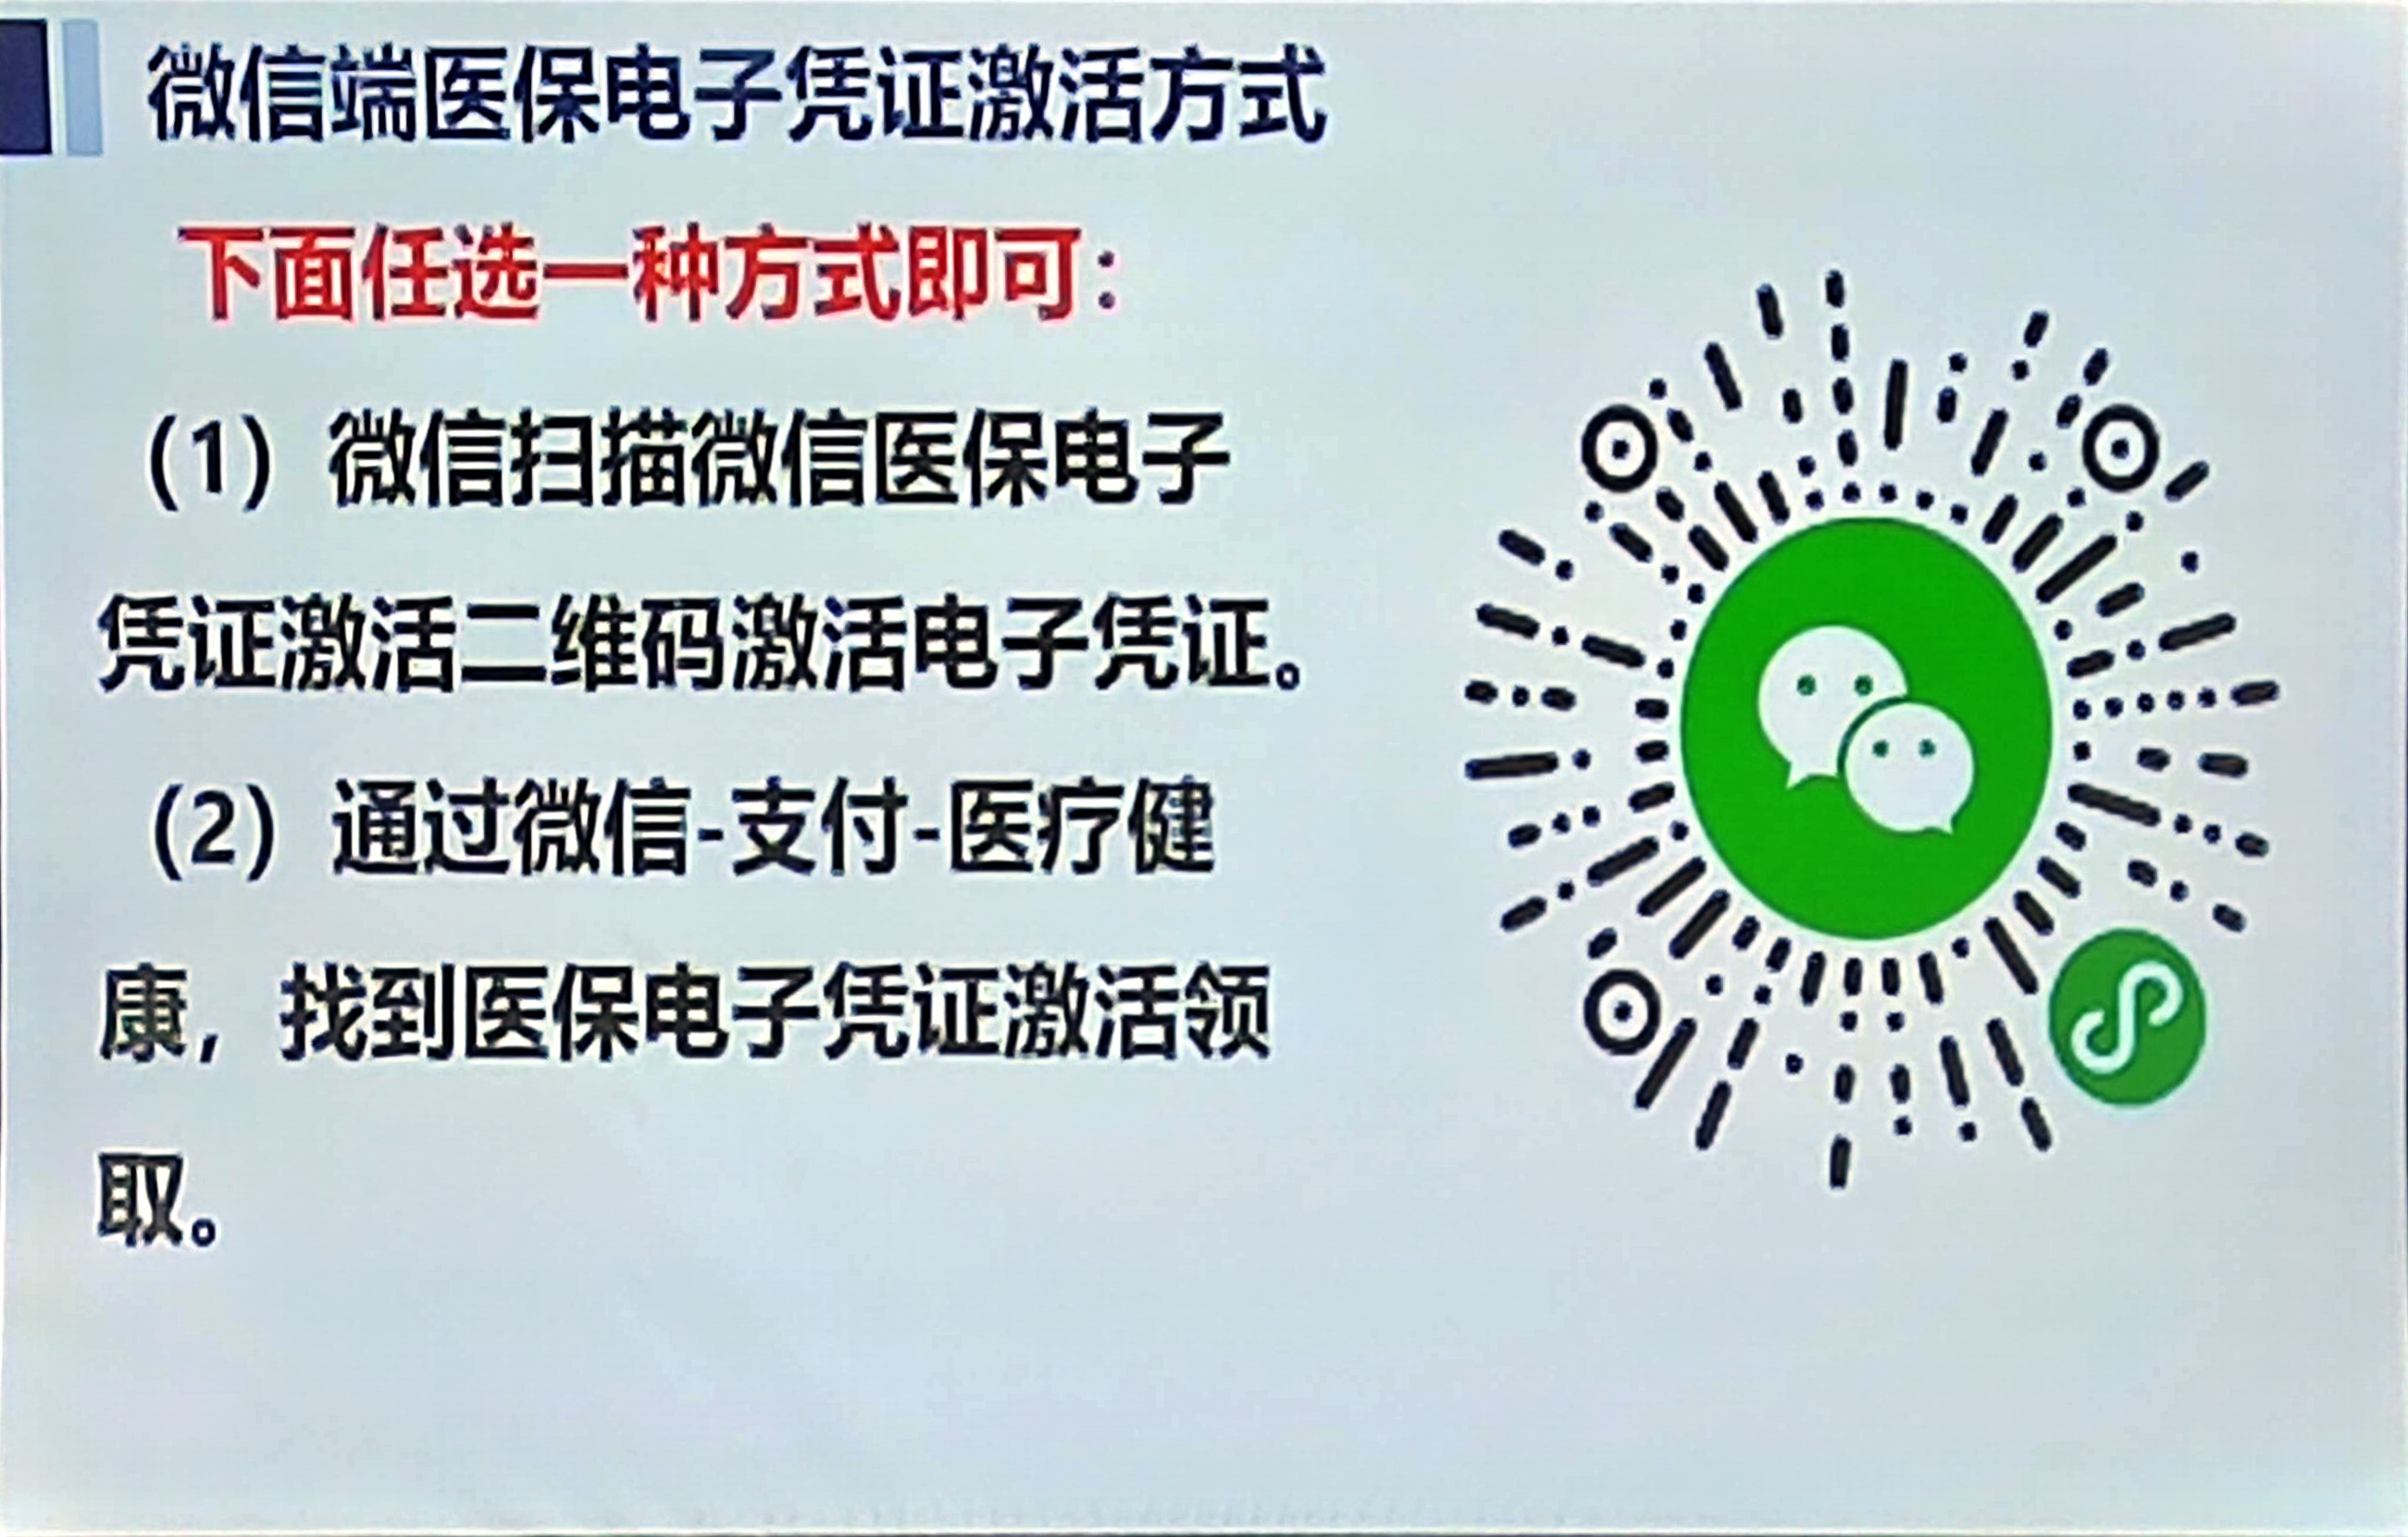 微信端医保电子凭证激活方式
下面任选一种方式即可：
（1）微信扫描微信医保电子
凭证激活二维码激活电子凭证。
（2）通过微信-支付-医疗健
康，找到医保电子凭证激活领
取。